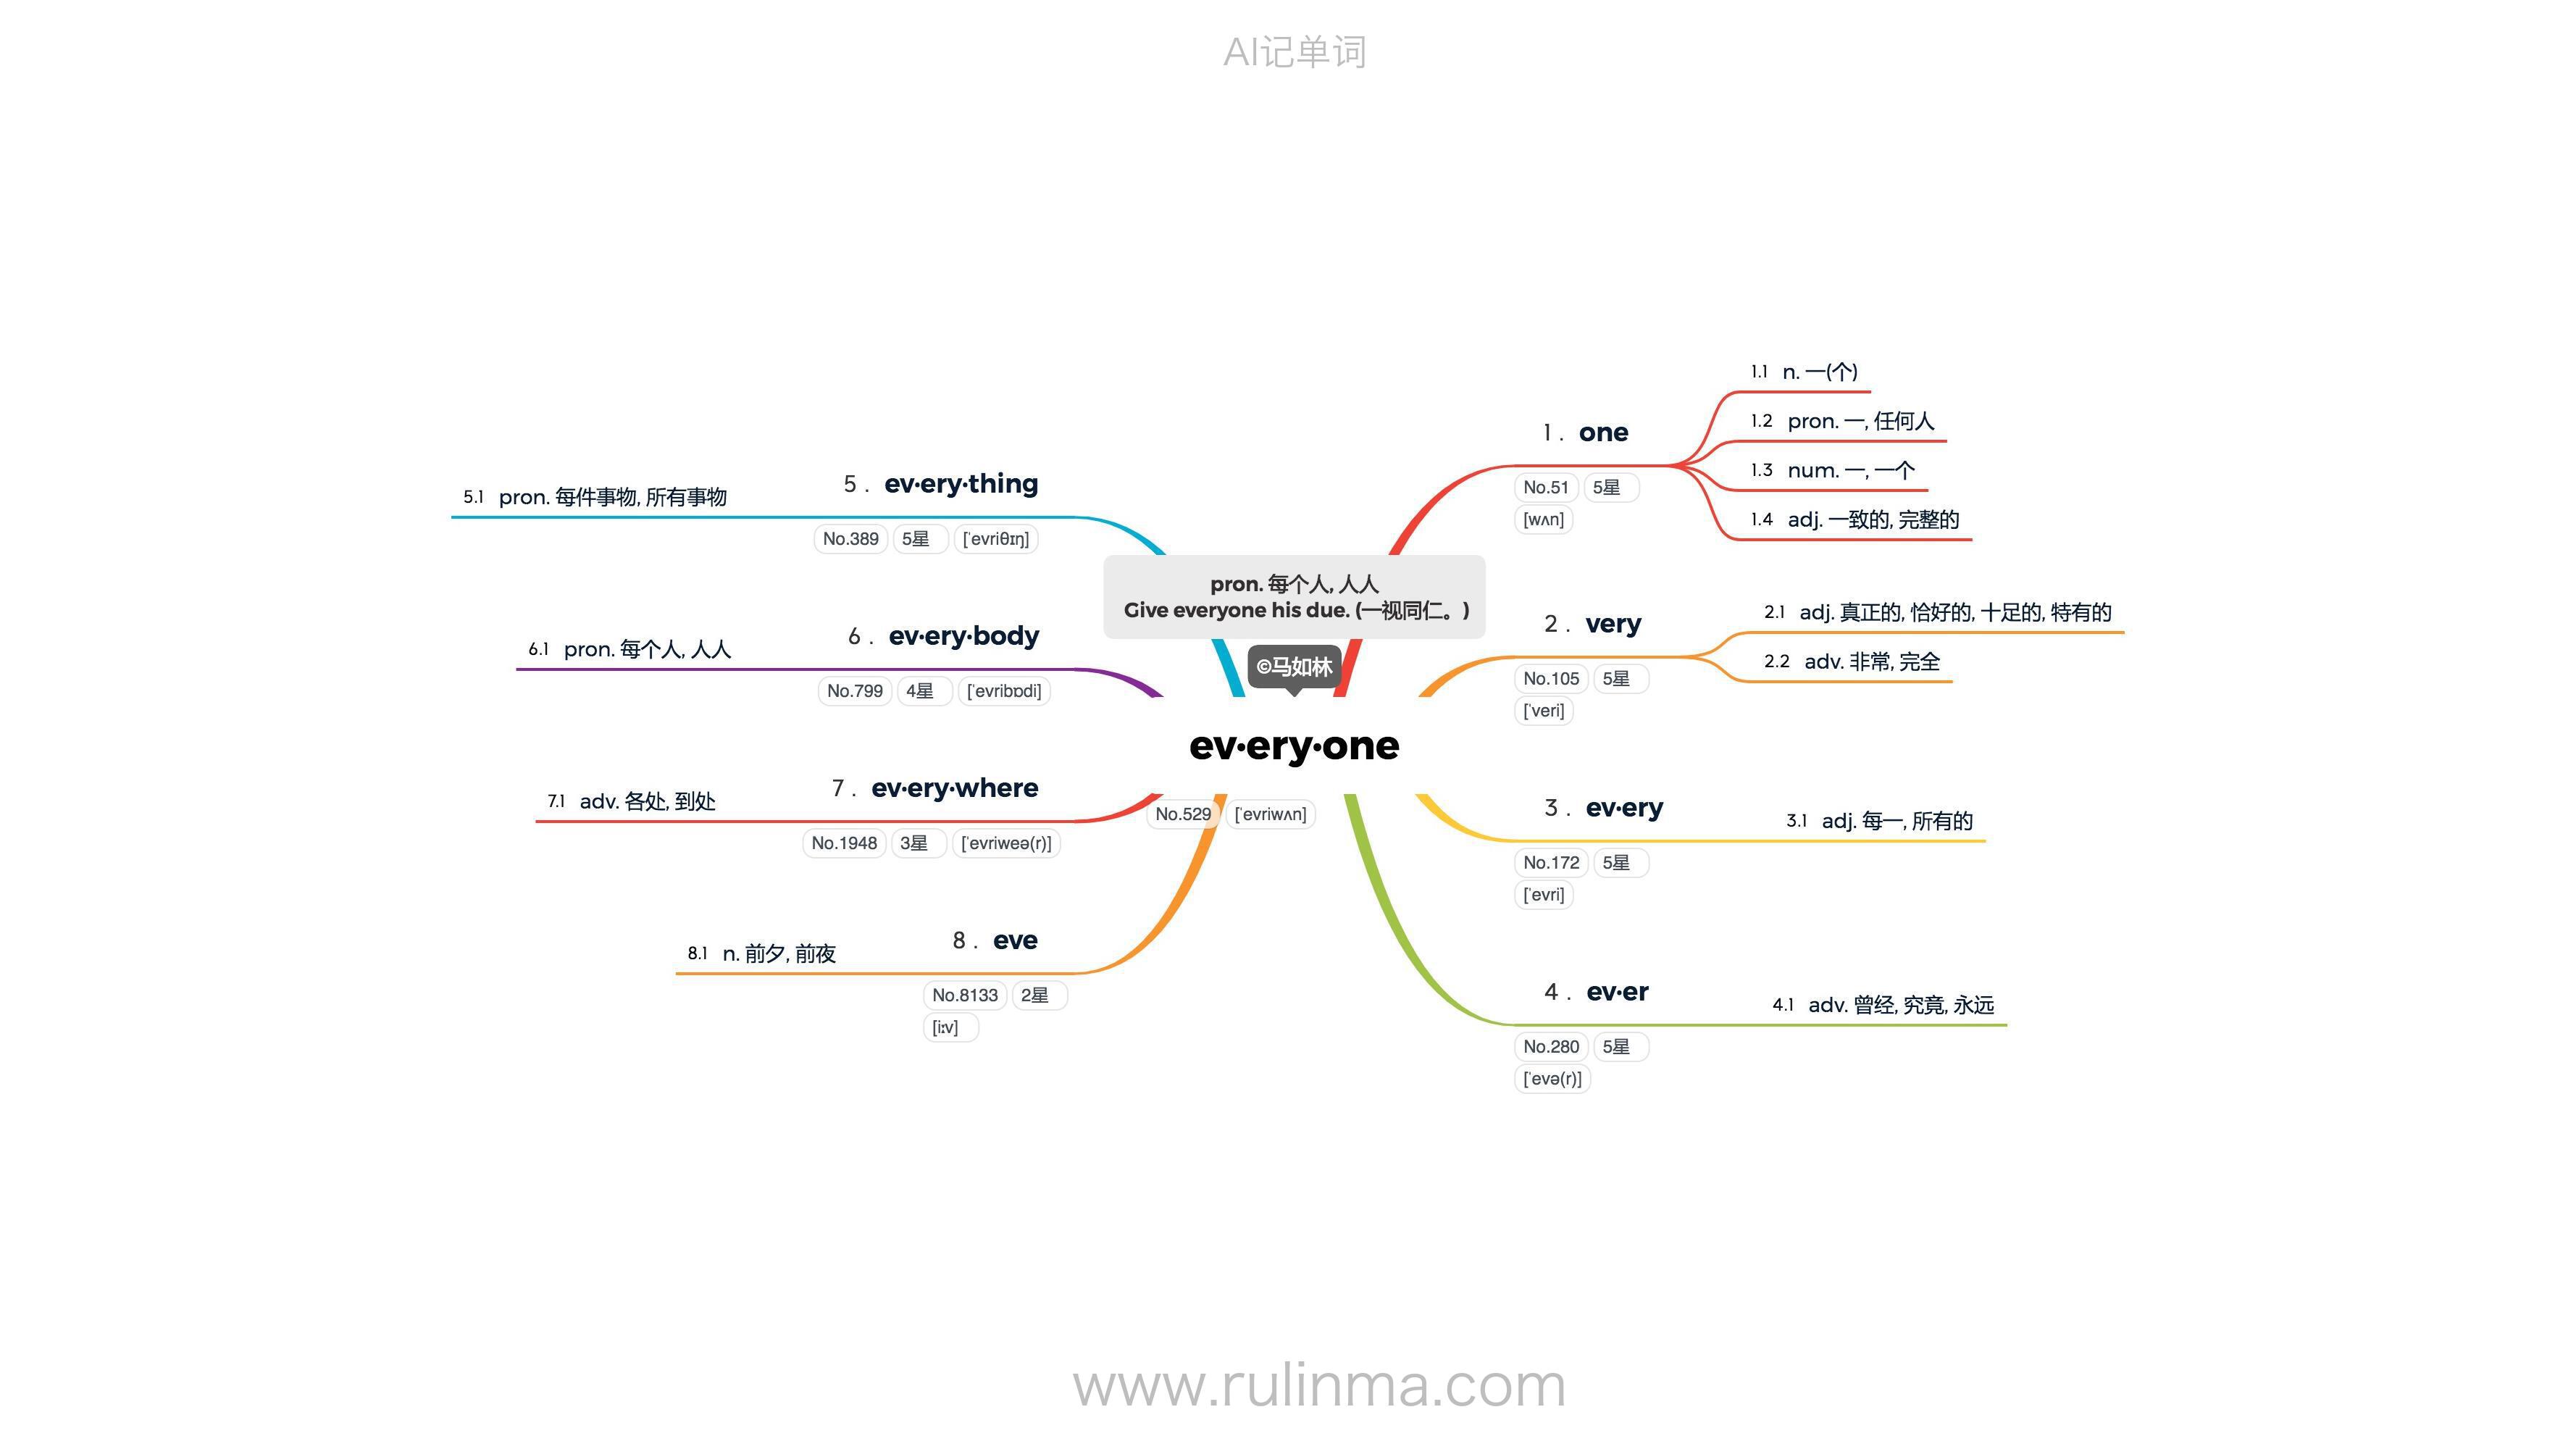 AI记单词
pron. 每个人, 人人
Give everyone his due. (一视同仁。)
©马如林
ev·ery·one
No.529 [ˈevriwʌn]
1 . one
No.51 5星
[wʌn]
1.1 n. 一(个)
1.2 pron. 一, 任何人
1.3 num. 一, 一个
1.4 adj. 一致的, 完整的
2 . very
No.105 5星
[ˈveri]
2.1 adj. 真正的, 恰好的, 十足的, 特有的
2.2 adv. 非常, 完全
3 . ev·ery
No.172 5星
[ˈevri]
3.1 adj. 每一, 所有的
4 . ev·er
No.280 5星
[ˈevə(r)]
4.1 adv. 曾经, 究竟, 永远
5 . ev·ery·thing
No.389 5星 [ˈevriθɪŋ]
5.1 pron. 每件事物, 所有事物
6 . ev·ery·body
No.799 4星 [ˈevribɒdi]
6.1 pron. 每个人, 人人
7 . ev·ery·where
No.1948 3星 [ˈevriweə(r)]
7.1 adv. 各处, 到处
8 . eve
No.8133 2星
[iːv]
8.1 n. 前夕, 前夜
www.rulinma.com